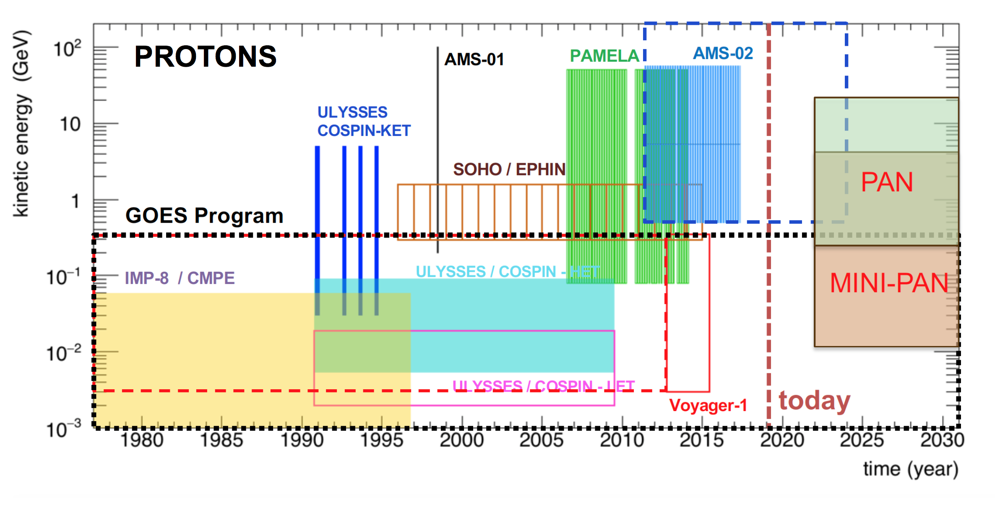 kinetic energy (GeV)
10²
10
1
10⁻¹
10⁻²
10⁻³
PROTONS
AMS-01
PAMELA
AMS-02
ULYSSES
COSPIN-KET
SOHO / EPHIN
GOES Program
PAN
IMP-8 / CMPE
ULYSSES / COSPIN - HET
MINI-PAN
ULYSSES / COSPIN - LET
Voyager-1
today
1980 1985 1990 1995 2000 2005 2010 2015 2020 2025 2030
time (year)